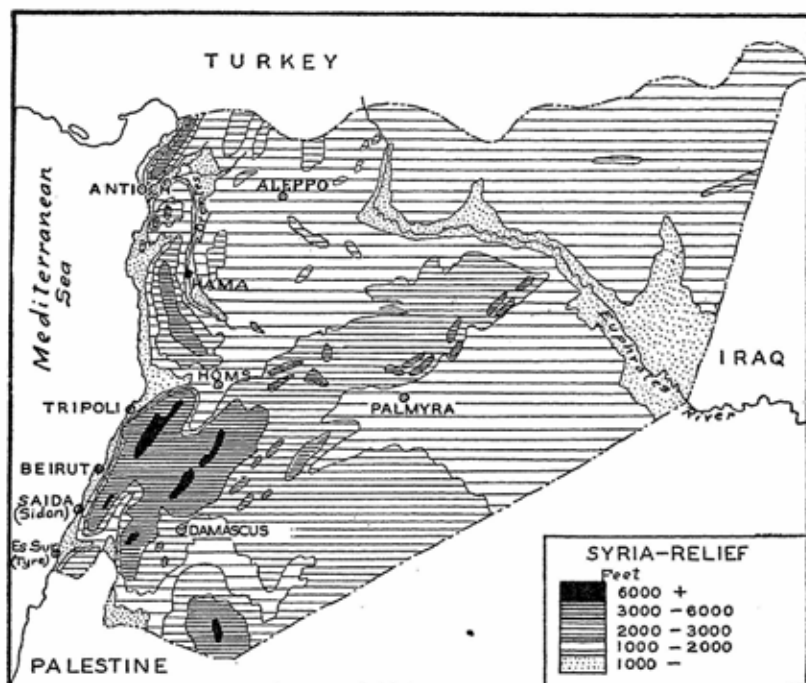 TURKEY
ANTIOCH
ALEPPO
Mediterranean
Sea
HAMA
Euphrates
River
IRAQ
HOMS
TRIPOLI
PALMYRA
BEIRUT
SAIDA
(Sidon)
DAMASCUS
Es Sur
(Tyre)
PALESTINE
SYRIA-RELIEF
Feet
6000 +
3000 - 6000
2000 - 3000
1000 - 2000
1000 -